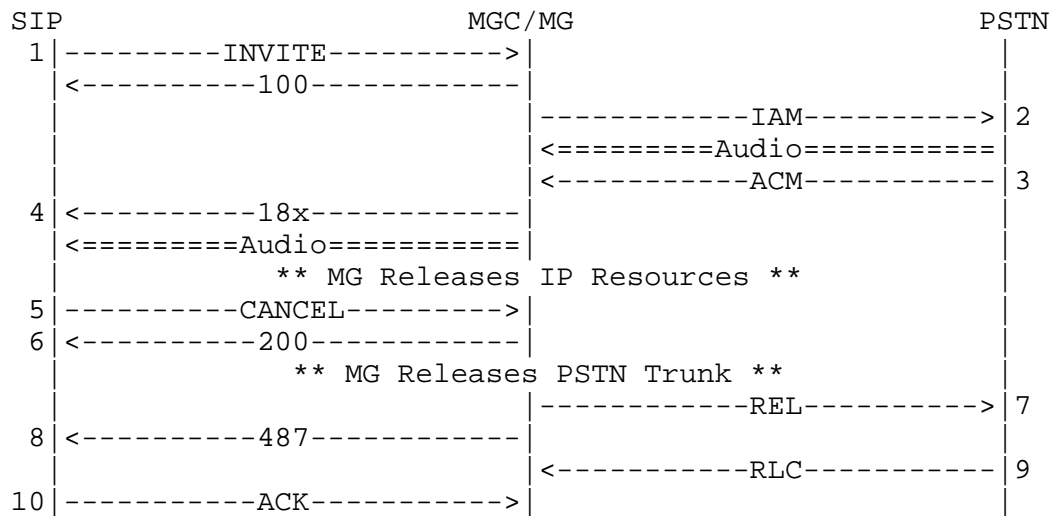 SIP                       MGC/MG                       PSTN
 1|---------INVITE---------->|                          |
  |<----------100------------|                          |
  |                          |------------IAM---------->|2
  |                          |<=========Audio===========|
  |                          |<-----------ACM-----------|3
 4|<----------18x------------|                          |
  |<=========Audio===========|                          |
  |            ** MG Releases IP Resources **           |
 5|----------CANCEL--------->|                          |
 6|<----------200------------|                          |
  |             ** MG Releases PSTN Trunk **            |
  |                          |------------REL---------->|7
 8|<----------487------------|                          |
  |                          |<-----------RLC-----------|9
10|-----------ACK----------->|                          |